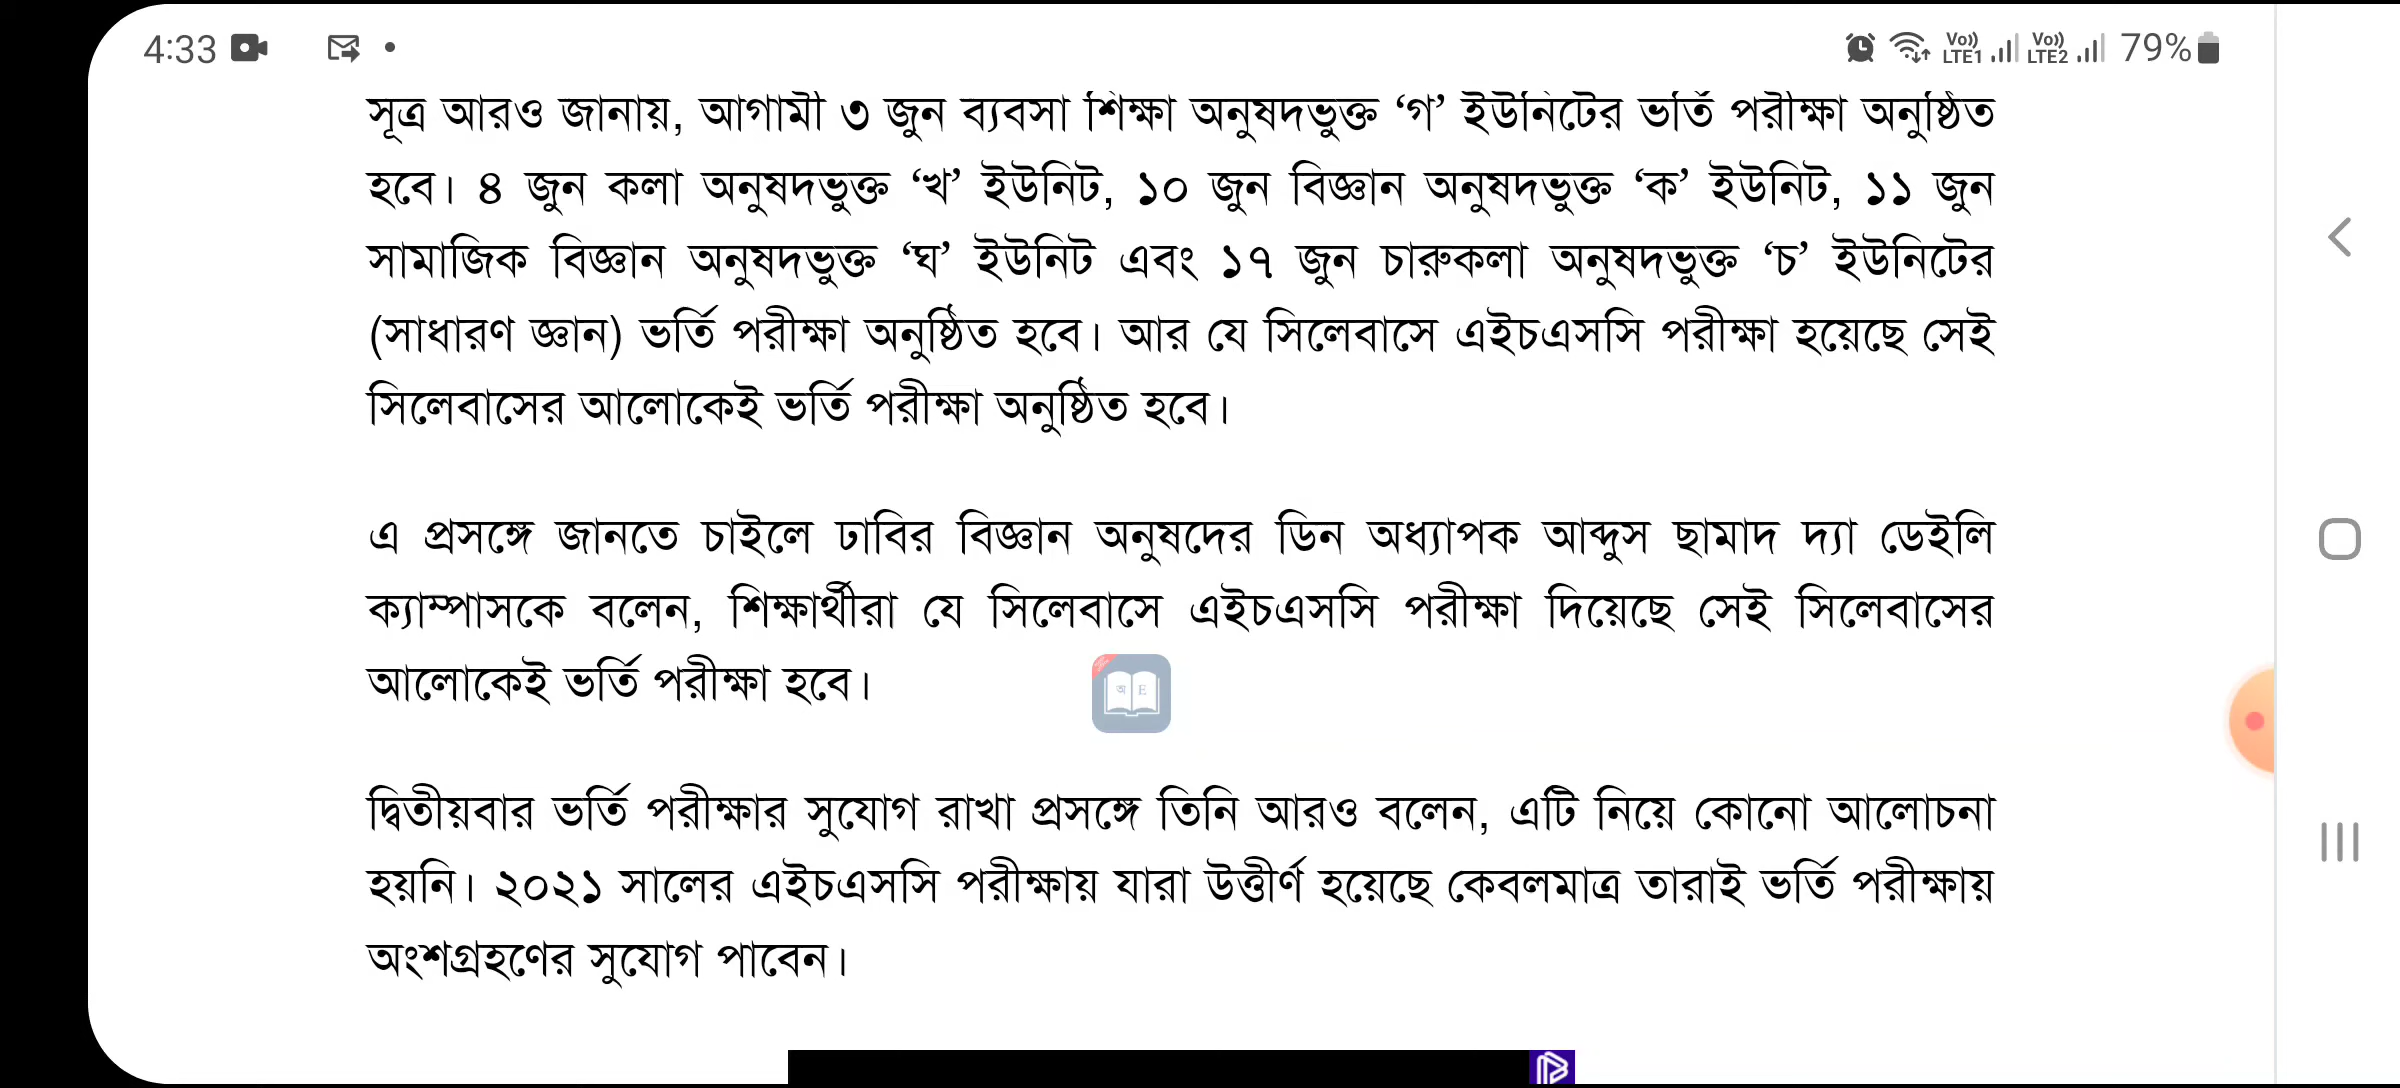 4:33
Vo)) LTE1 Vo)) LTE2 79%
সূত্র আরও জানায়, আগামী ৩ জুন ব্যবসা শিক্ষা অনুষদভুক্ত ‘গ’ ইউনিটের ভর্তি পরীক্ষা অনুষ্ঠিত
হবে। ৪ জুন কলা অনুষদভুক্ত ‘খ’ ইউনিট, ১০ জুন বিজ্ঞান অনুষদভুক্ত ‘ক’ ইউনিট, ১১ জুন
সামাজিক বিজ্ঞান অনুষদভুক্ত ‘ঘ’ ইউনিট এবং ১৭ জুন চারুকলা অনুষদভুক্ত ‘চ’ ইউনিটের
(সাধারণ জ্ঞান) ভর্তি পরীক্ষা অনুষ্ঠিত হবে। আর যে সিলেবাসে এইচএসসি পরীক্ষা হয়েছে সেই
সিলেবাসের আলোকেই ভর্তি পরীক্ষা অনুষ্ঠিত হবে।
এ প্রসঙ্গে জানতে চাইলে ঢাবির বিজ্ঞান অনুষদের ডিন অধ্যাপক আব্দুস ছামাদ দ্যা ডেইলি
ক্যাম্পাসকে বলেন, শিক্ষার্থীরা যে সিলেবাসে এইচএসসি পরীক্ষা দিয়েছে সেই সিলেবাসের
আলোকেই ভর্তি পরীক্ষা হবে।
অ E
দ্বিতীয়বার ভর্তি পরীক্ষার সুযোগ রাখা প্রসঙ্গে তিনি আরও বলেন, এটি নিয়ে কোনো আলোচনা
হয়নি। ২০২১ সালের এইচএসসি পরীক্ষায় যারা উত্তীর্ণ হয়েছে কেবলমাত্র তারাই ভর্তি পরীক্ষায়
অংশগ্রহণের সুযোগ পাবেন।